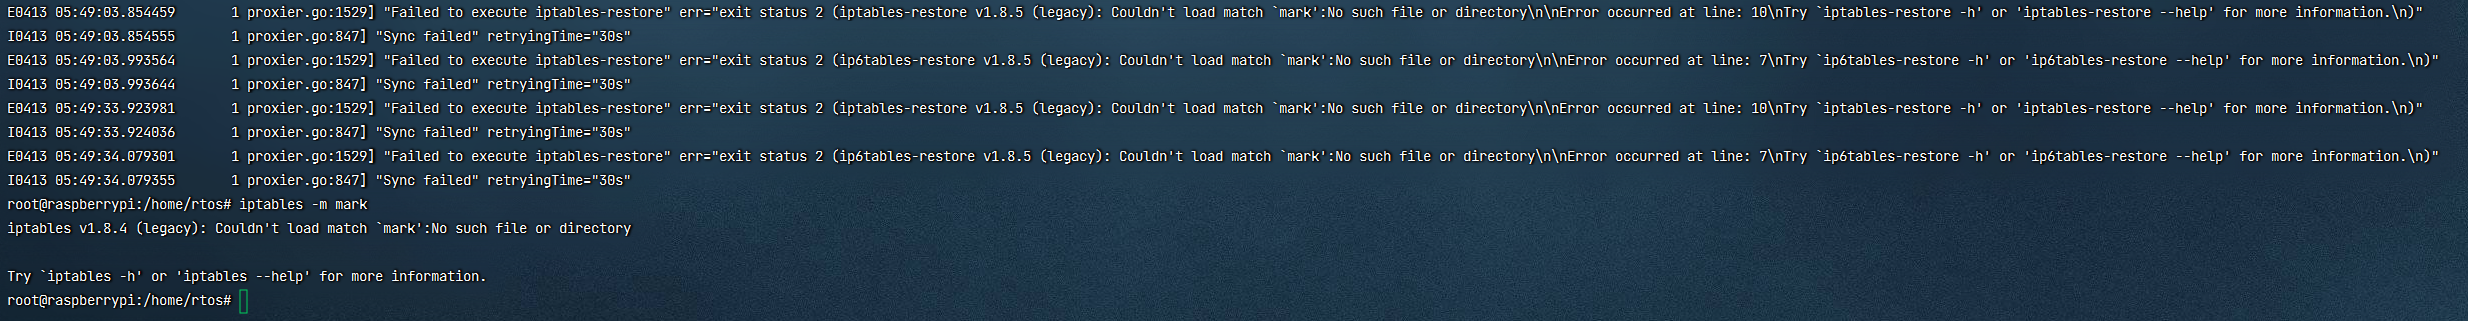 E0413 05:49:03.854459       1 proxier.go:1529] "Failed to execute iptables-restore" err="exit status 2 (iptables-restore v1.8.5 (legacy): Couldn't load match `mark':No such file or directory\n\nError occurred at line: 10\nTry `iptables-restore -h' or 'iptables-restore --help' for more information.\n)"
I0413 05:49:03.854555       1 proxier.go:847] "Sync failed" retryingTime="30s"
E0413 05:49:03.993564       1 proxier.go:1529] "Failed to execute iptables-restore" err="exit status 2 (ip6tables-restore v1.8.5 (legacy): Couldn't load match `mark':No such file or directory\n\nError occurred at line: 7\nTry `ip6tables-restore -h' or 'ip6tables-restore --help' for more information.\n)"
I0413 05:49:03.993644       1 proxier.go:847] "Sync failed" retryingTime="30s"
E0413 05:49:33.923981       1 proxier.go:1529] "Failed to execute iptables-restore" err="exit status 2 (iptables-restore v1.8.5 (legacy): Couldn't load match `mark':No such file or directory\n\nError occurred at line: 10\nTry `iptables-restore -h' or 'iptables-restore --help' for more information.\n)"
I0413 05:49:33.924036       1 proxier.go:847] "Sync failed" retryingTime="30s"
E0413 05:49:34.079301       1 proxier.go:1529] "Failed to execute iptables-restore" err="exit status 2 (ip6tables-restore v1.8.5 (legacy): Couldn't load match `mark':No such file or directory\n\nError occurred at line: 7\nTry `ip6tables-restore -h' or 'ip6tables-restore --help' for more information.\n)"
I0413 05:49:34.079355       1 proxier.go:847] "Sync failed" retryingTime="30s"
root@raspberrypi:/home/rtos# iptables -m mark
iptables v1.8.4 (legacy): Couldn't load match `mark':No such file or directory
Try `iptables -h' or 'iptables --help' for more information.
root@raspberrypi:/home/rtos#